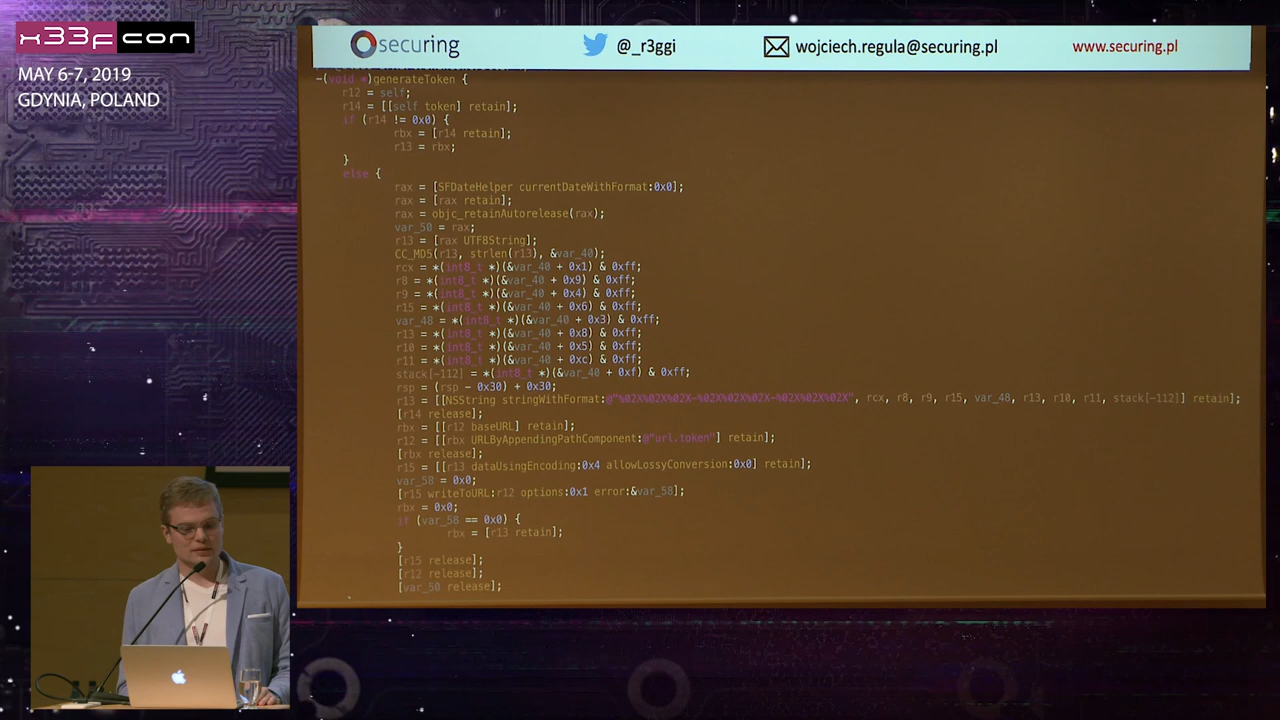 x33fcon
MAY 6-7, 2019
GDYNIA, POLAND
securing
@_r3ggi
wojciech.regula@securing.pl
www.securing.pl
-(void *)generateToken {
r12 = self;
r14 = [[self token] retain];
if (r14 != 0x0) {
rbx = [r14 retain];
r13 = rbx;
}
else {
rax = [SFDateHelper currentDateWithFormat:0x0];
rax = [rax retain];
rax = objc_retainAutorelease(rax);
var_50 = rax;
r13 = [rax UTF8String];
CC_MD5(r13, strlen(r13), &var_40);
rcx = *(int8_t *)(&var_40 + 0x1) & 0xff;
r8 = *(int8_t *)(&var_40 + 0x9) & 0xff;
r9 = *(int8_t *)(&var_40 + 0x4) & 0xff;
r15 = *(int8_t *)(&var_40 + 0x6) & 0xff;
var_48 = *(int8_t *)(&var_40 + 0x3) & 0xff;
r13 = *(int8_t *)(&var_40 + 0x8) & 0xff;
r10 = *(int8_t *)(&var_40 + 0x5) & 0xff;
r11 = *(int8_t *)(&var_40 + 0xc) & 0xff;
stack[-112] = *(int8_t *)(&var_40 + 0xf) & 0xff;
rsp = (rsp - 0x30) + 0x30;
r13 = [[NSString stringWithFormat:@"%02X%02X%02X-%02X%02X%02X-%02X%02X%02X", rcx, r8, r9, r15, var_48, r13, r10, r11, stack[-112]] retain];
[r14 release];
rbx = [[r12 baseURL] retain];
r12 = [[rbx URLByAppendingPathComponent:@"url.token"] retain];
[rbx release];
r15 = [[r13 dataUsingEncoding:0x4 allowLossyConversion:0x0] retain];
var_58 = 0x0;
[r15 writeToURL:r12 options:0x1 error:&var_58];
rbx = 0x0;
if (var_58 == 0x0) {
rbx = [r13 retain];
}
[r15 release];
[r12 release];
[var_50 release];